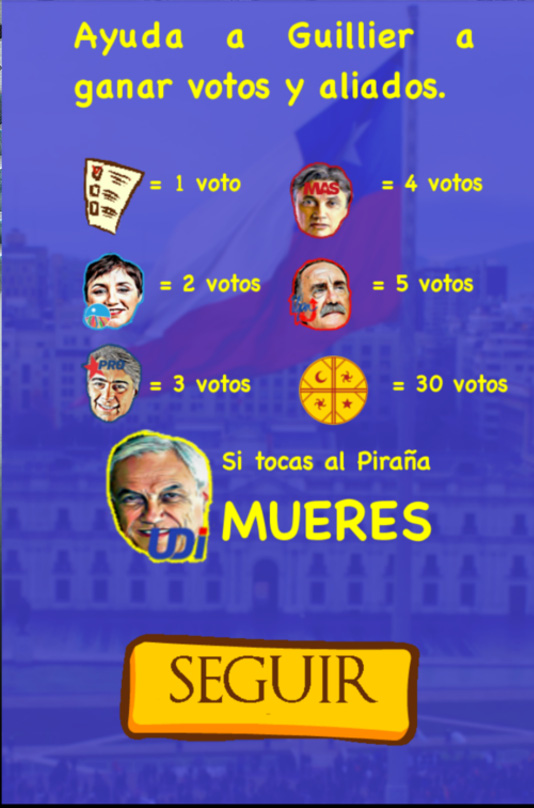 Ayuda a Guillier a
ganar votos y aliados.
= 1 voto
MAS
= 4 votos
= 2 votos
= 5 votos
PRO
= 3 votos
= 30 votos
Si tocas al Piraña
UDi
MUERES
SEGUIR